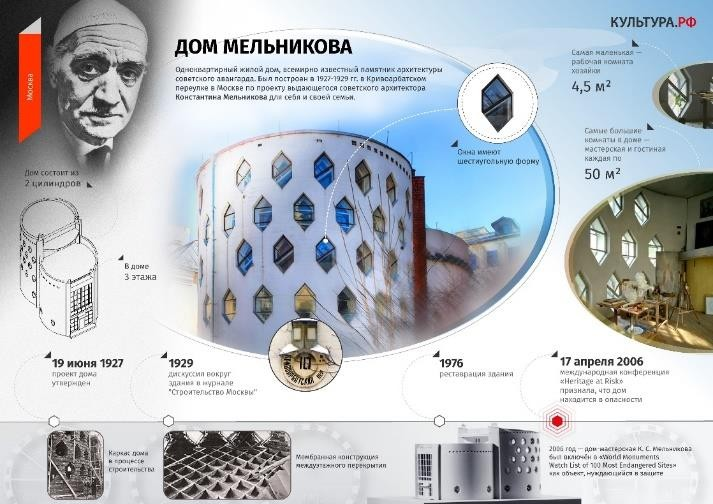 КУЛЬТУРА.РФ
Москва
ДОМ МЕЛЬНИКОВА
Одноквартирный жилой дом, всемирно известный памятник архитектуры
советского авангарда. Был построен в 1927-1929 гг. в Кривоарбатском
переулке в Москве по проекту выдающегося советского архитектора
Константина Мельникова для себя и своей семьи.
Самая маленькая –
рабочая комната
хозяйки
4,5 м²
Окна имеют
шестиугольную форму
Самые большие
комнаты в доме –
мастерская и гостиная
каждая по
50 м²
Дом состоит из
2 цилиндров
В доме
3 этажа
10
19 июня 1927
проект дома
утвержден
1929
дискуссия вокруг
здания в журнале
"Строительство Москвы"
1976
реставрация здания
17 апреля 2006
международная конференция
«Heritage at Risk»
признала, что дом
находится в опасности
Каркас дома
в процессе
строительства
Мембранная конструкция
междуэтажного перекрытия
2006 год — дом-мастерская К. С. Мельникова
был включён в «World Monuments
Watch List of 100 Most Endangered Sites»
как объект, нуждающийся в защите